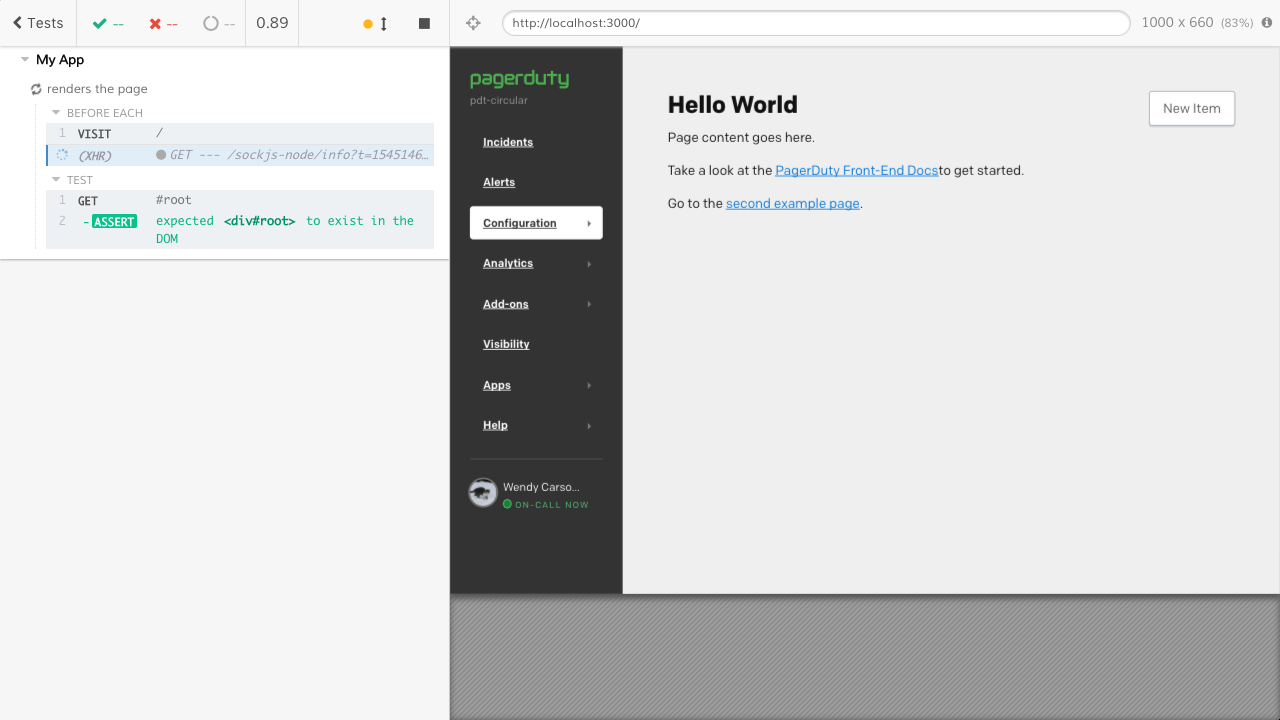 Tests
--
--
--
0.89
http://localhost:3000/
1000 x 660 (83%)
My App
renders the page
BEFORE EACH
1 VISIT /
(XHR) GET --- /sockjs-node/info?t=1545146…
TEST
1 GET #root
2 -ASSERT expected <div#root> to exist in the
DOM
pagerduty
pdt-circular
Incidents
Alerts
Configuration
Analytics
Add-ons
Visibility
Apps
Help
Wendy Carso...
ON-CALL NOW
Hello World
New Item
Page content goes here.
Take a look at the PagerDuty Front-End Docsto get started.
Go to the second example page.